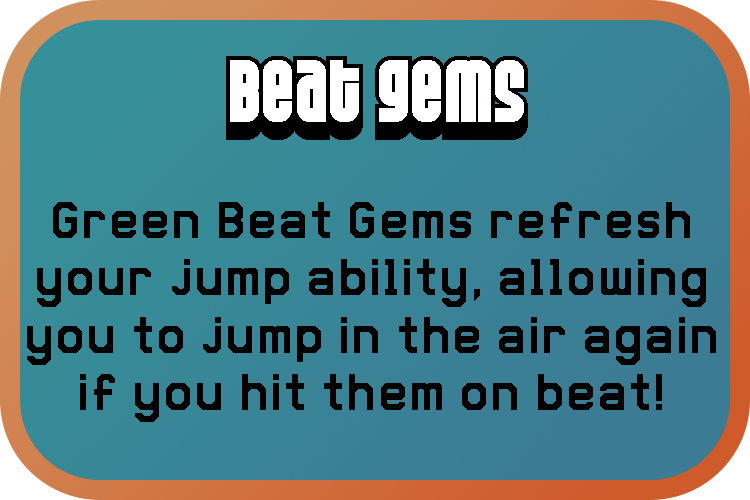 Beat gems
Green Beat Gems refresh
your jump ability, allowing
you to jump in the air again
if you hit them on beat!